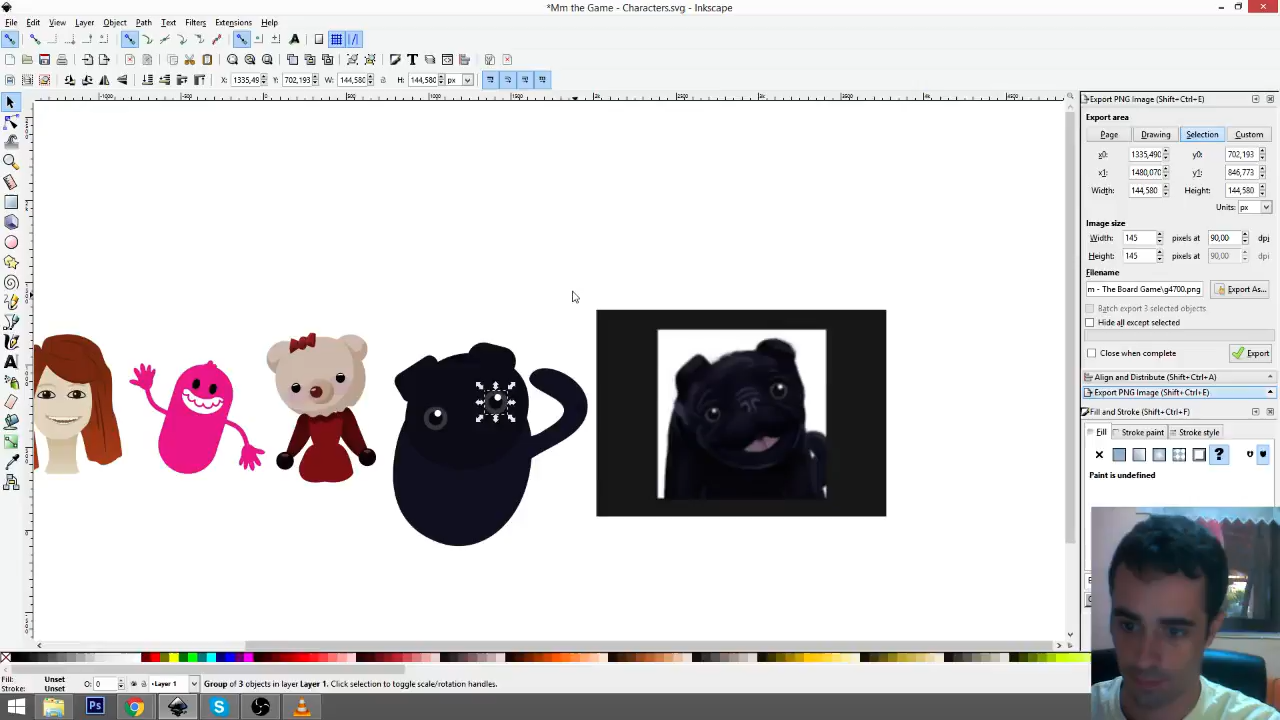 *Mm the Game - Characters.svg - Inkscape
File Edit View Layer Object Path Text Filters Extensions Help
X: 1335,49 Y: 702,193 W: 144,580 H: 144,580 px
Export PNG Image (Shift+Ctrl+E)
Export area
Page Drawing Selection Custom
x0: 1335,490 y0: 702,193
x1: 1480,070 y1: 846,773
Width: 144,580 Height: 144,580
Units: px
Image size
Width: 145 pixels at 90,00 dpi
Height: 145 pixels at 90,00 dpi
Filename
m - The Board Game\g4700.png Export As...
Batch export 3 selected objects
Hide all except selected
Close when complete Export
Align and Distribute (Shift+Ctrl+A)
Export PNG Image (Shift+Ctrl+E)
Fill and Stroke (Shift+Ctrl+F)
Fill Stroke paint Stroke style
Paint is undefined
Fill: Unset
Stroke: Unset
O: 0
Layer 1
Group of 3 objects in layer Layer 1. Click selection to toggle scale/rotation handles.
Ps